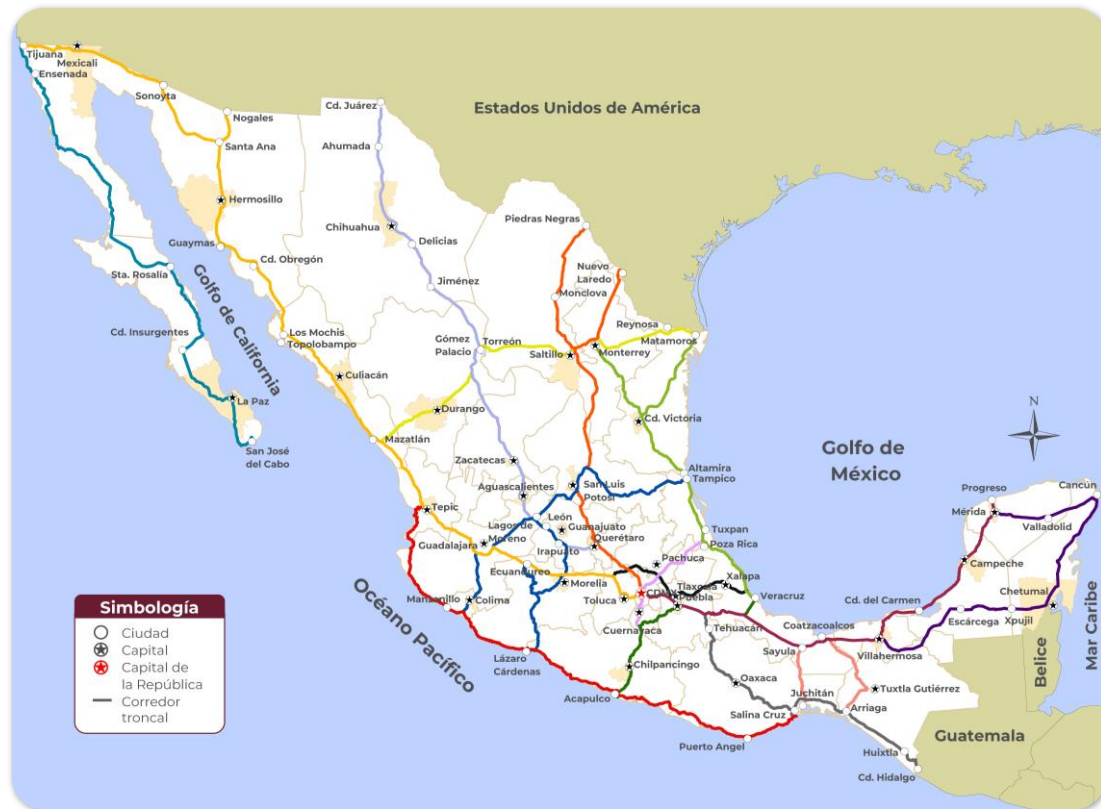 Tijuana
Mexicali
Ensenada
Sonoyta
Nogales
Santa Ana
Cd. Juárez
Ahumada
Estados Unidos de América
Hermosillo
Chihuahua
Delicias
Piedras Negras
Guaymas
Cd. Obregón
Sta. Rosalía
Golfo de California
Jiménez
Nuevo
Laredo
Monclova
Cd. Insurgentes
Los Mochis
Topolobampo
Gómez
Palacio
Torreón
Saltillo
Reynosa
Matamoros
Monterrey
Culiacán
La Paz
Durango
Cd. Victoria
San José
del Cabo
Mazatlán
Golfo de
México
N
Zacatecas
Altamira
Tampico
Aguascalientes
San Luis
Potosí
Tepic
León
Lagos de
Moreno
Guanajuato
Guadalajara
Irapuato
Querétaro
Tuxpan
Poza Rica
Pachuca
Progreso
Mérida
Cancún
Valladolid
Ecuandureo
Morelia
Toluca
CDMX
Tlaxcala
Puebla
Xalapa
Veracruz
Campeche
Chetumal
Manzanillo
Colima
Cuernavaca
Tehuacán
Coatzacoalcos
Cd. del Carmen
Escárcega
Xpujil
Mar Caribe
Belice
Océano Pacífico
Lázaro
Cárdenas
Chilpancingo
Sayula
Villahermosa
Acapulco
Oaxaca
Juchitán
Tuxtla Gutiérrez
Salina Cruz
Arriaga
Puerto Angel
Huixtla
Cd. Hidalgo
Guatemala
Simbología
Ciudad
Capital
Capital de
la República
Corredor
troncal